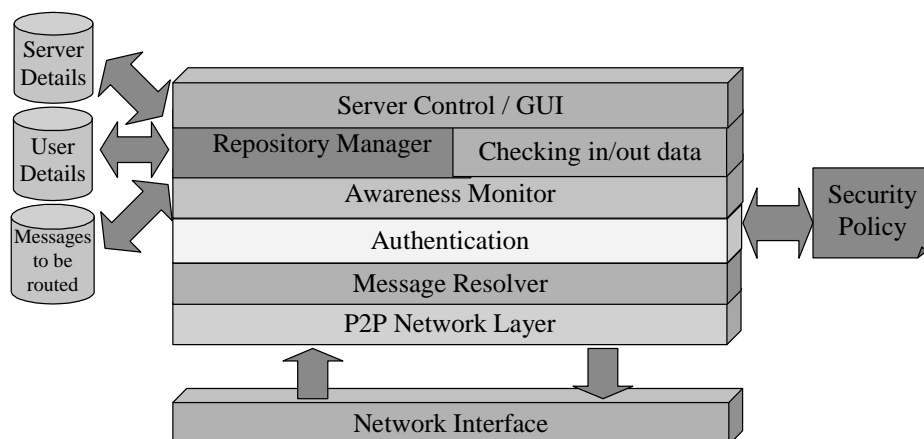 Server
Details
User
Details
Messages
to be
routed
Server Control / GUI
Repository Manager
Checking in/out data
Awareness Monitor
Authentication
Message Resolver
P2P Network Layer
Network Interface
Security
Policy